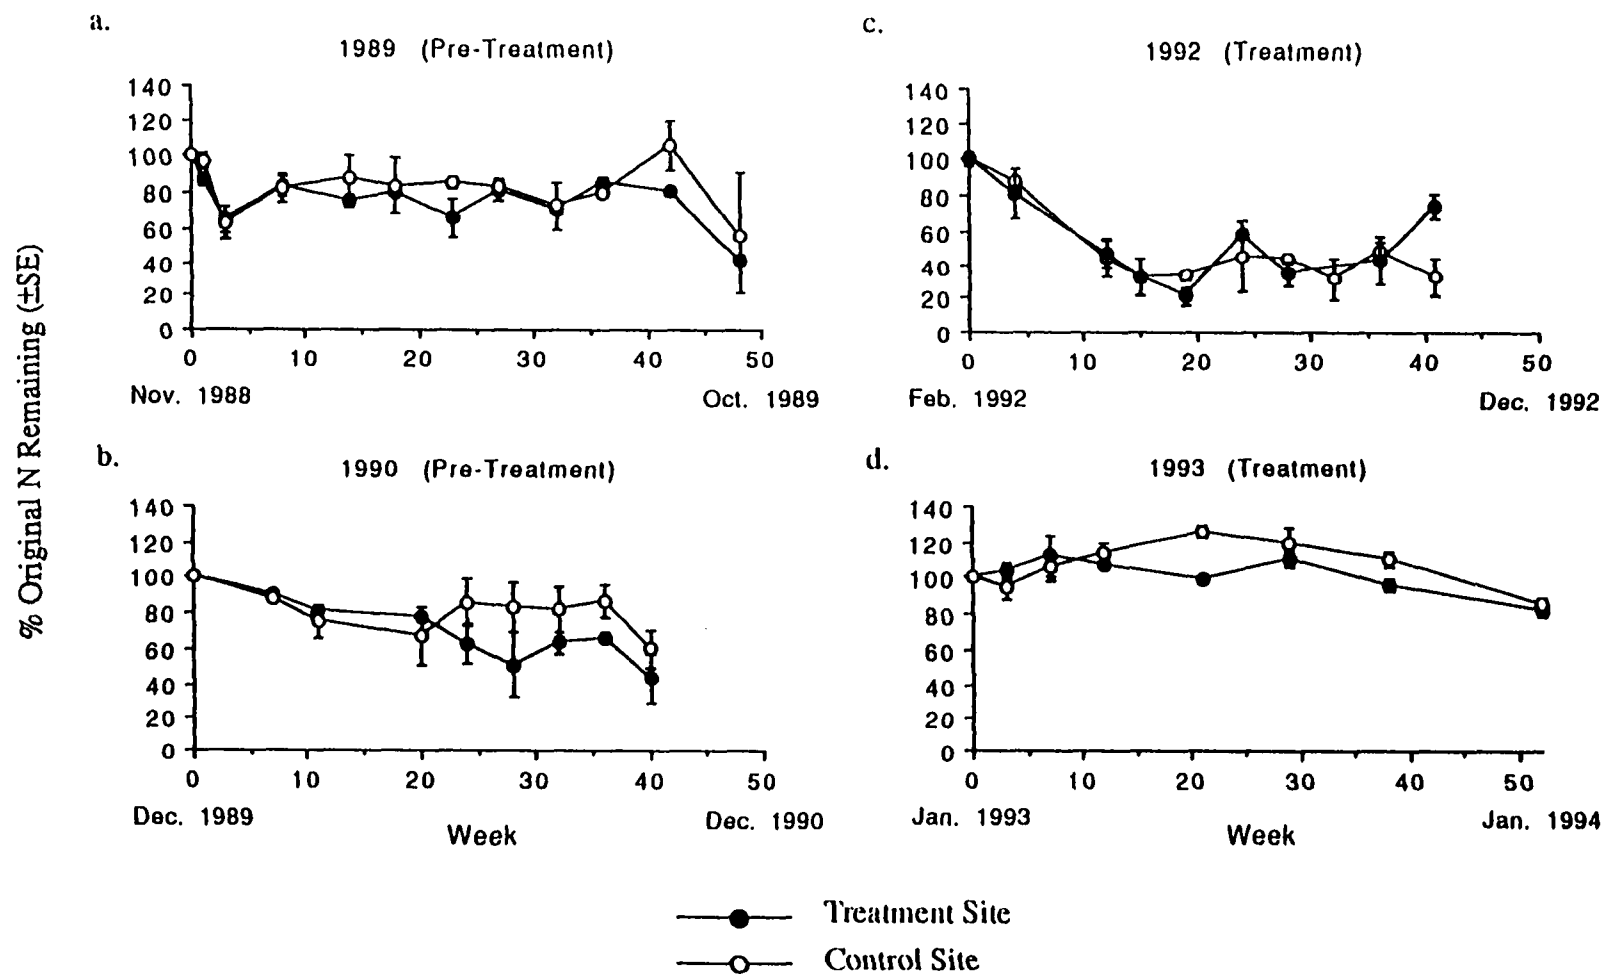 a.
1989 (Pre-Treatment)
140
120
100
80
60
40
20
0
0 10 20 30 40 50
Nov. 1988 Oct. 1989
c.
1992 (Treatment)
140
120
100
80
60
40
20
0
0 10 20 30 40 50
Feb. 1992 Dec. 1992
% Original N Remaining (±SE)
b.
1990 (Pre-Treatment)
140
120
100
80
60
40
20
0
0 10 20 30 40 50
Dec. 1989 Week Dec. 1990
d.
1993 (Treatment)
140
120
100
80
60
40
20
0
0 10 20 30 40 50
Jan. 1993 Week Jan. 1994
Treatment Site
Control Site